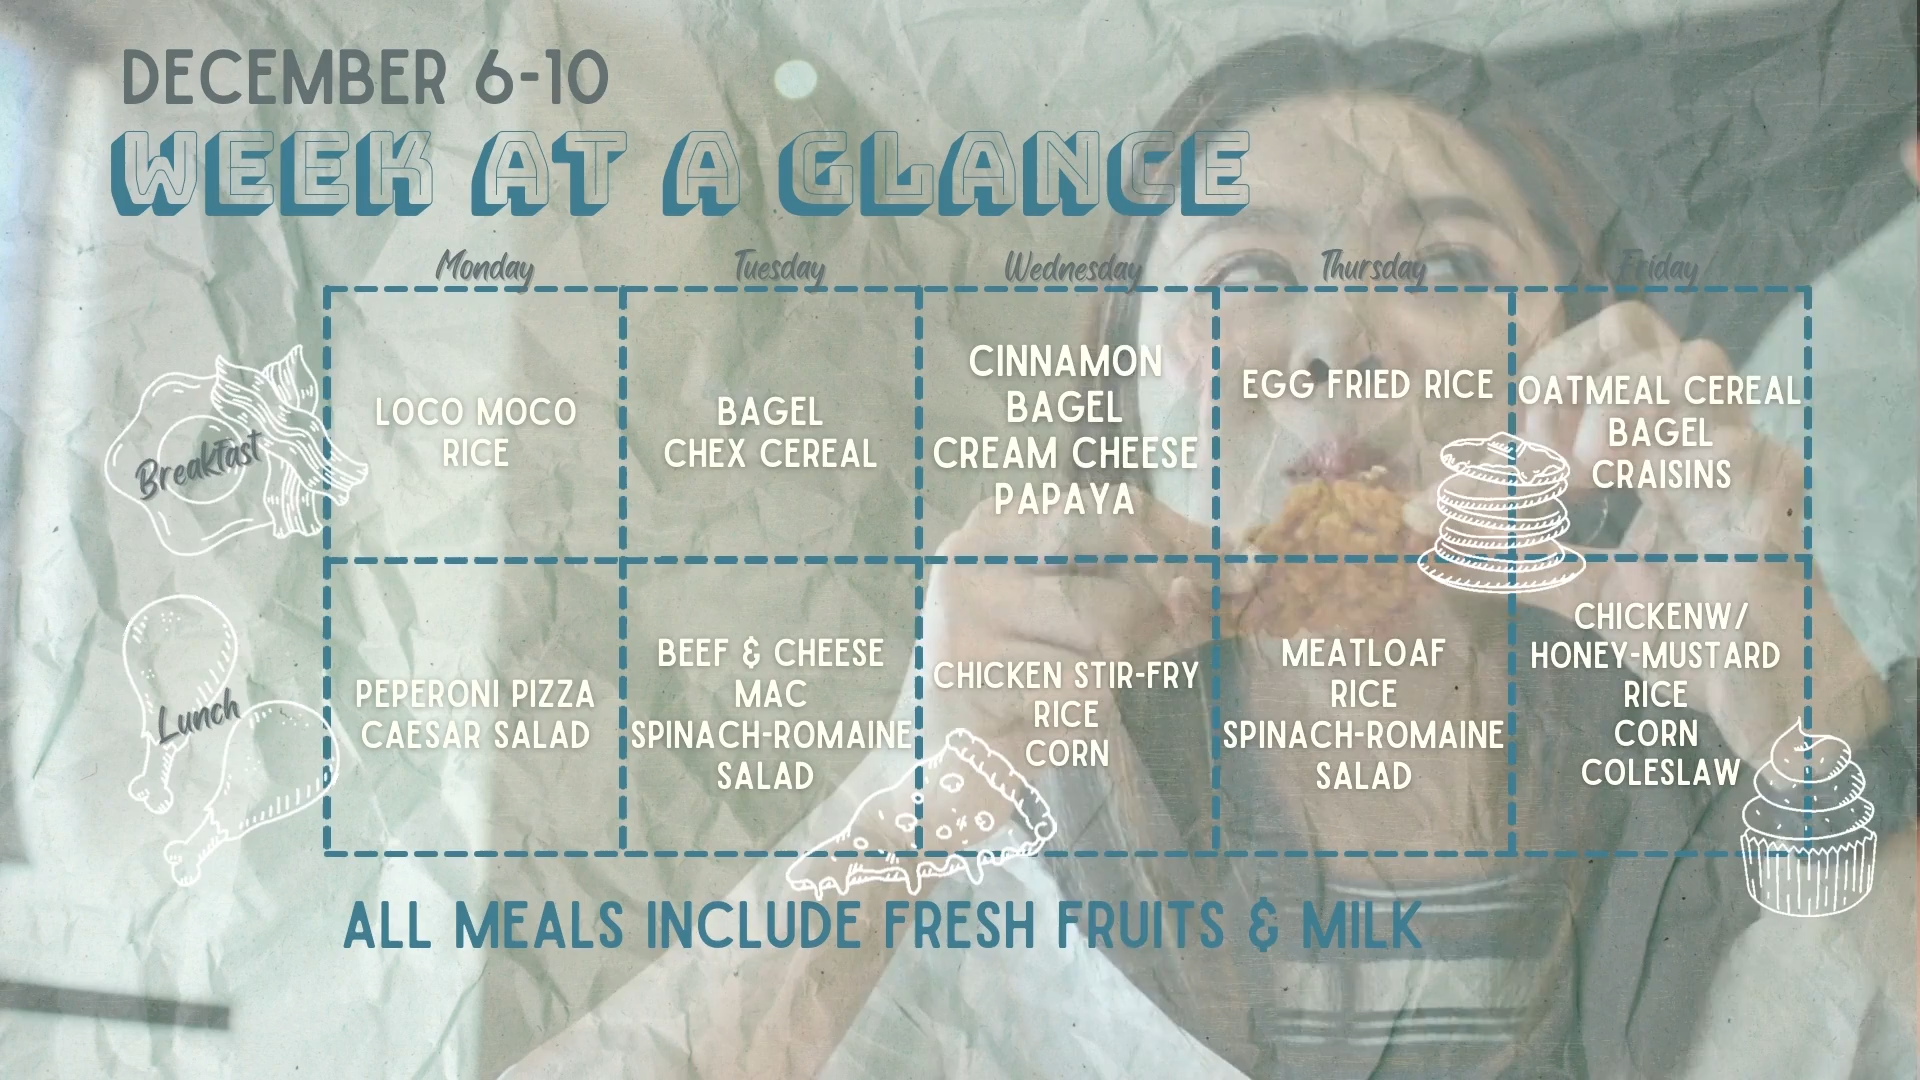 DECEMBER 6-10
WEEK AT A GLANCE
Monday
Tuesday
Wednesday
Thursday
Friday
Breakfast
LOCO MOCO
RICE
BAGEL
CHEX CEREAL
CINNAMON
BAGEL
CREAM CHEESE
PAPAYA
EGG FRIED RICE
OATMEAL CEREAL
BAGEL
CRAISINS
Lunch
PEPERONI PIZZA
CAESAR SALAD
BEEF & CHEESE
MAC
SPINACH-ROMAINE
SALAD
CHICKEN STIR-FRY
RICE
CORN
MEATLOAF
RICE
SPINACH-ROMAINE
SALAD
CHICKENW/
HONEY-MUSTARD
RICE
CORN
COLESLAW
ALL MEALS INCLUDE FRESH FRUITS & MILK